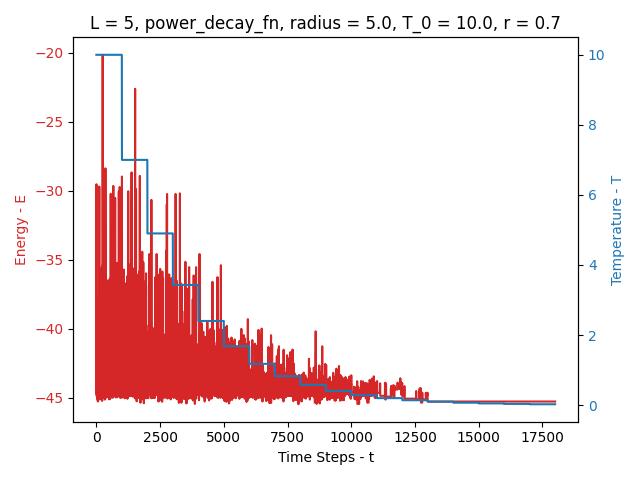 L = 5, power_decay_fn, radius = 5.0, T_0 = 10.0, r = 0.7
−20
−25
−30
−35
−40
−45
Energy - E
10
8
6
4
2
0
Temperature - T
0 2500 5000 7500 10000 12500 15000 17500
Time Steps - t